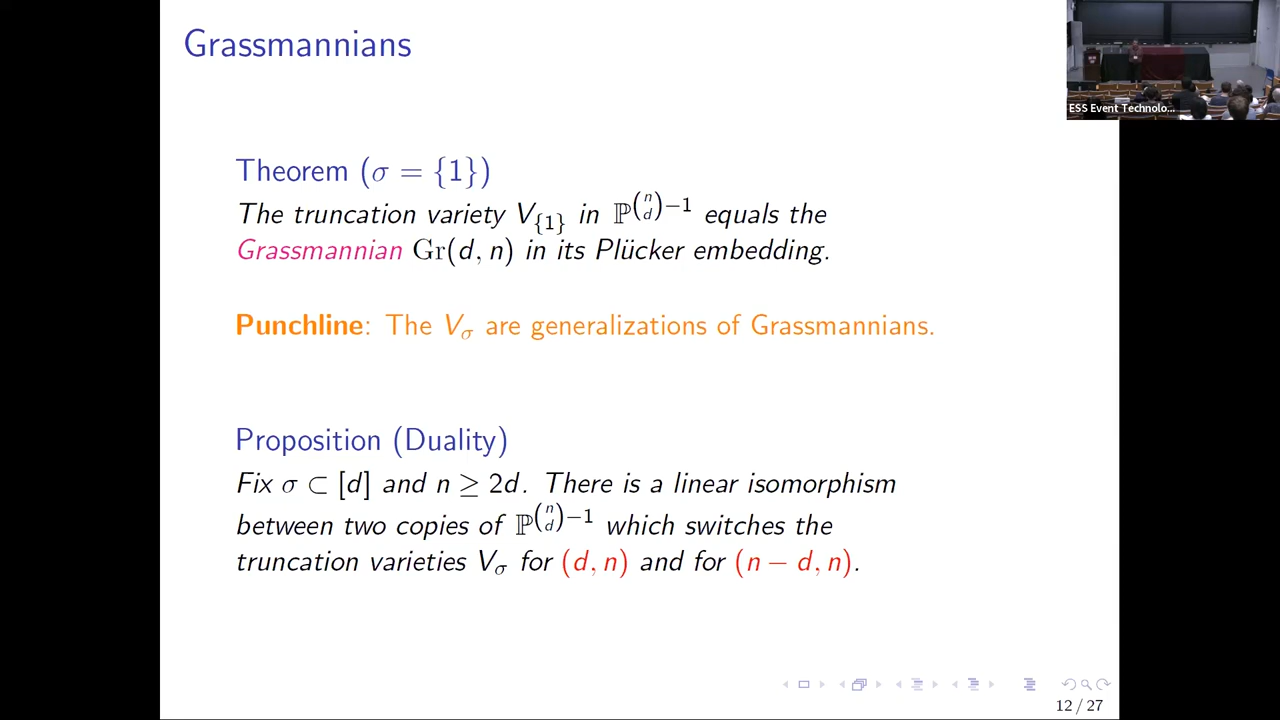 Grassmannians
ESS Event Technolo...
Theorem (σ = {1})
The truncation variety V_{1} in ℙ^{(n d)−1} equals the
Grassmannian Gr(d, n) in its Plücker embedding.
Punchline: The V_σ are generalizations of Grassmannians.
Proposition (Duality)
Fix σ ⊂ [d] and n ≥ 2d. There is a linear isomorphism
between two copies of ℙ^{(n d)−1} which switches the
truncation varieties V_σ for (d, n) and for (n − d, n).
12 / 27